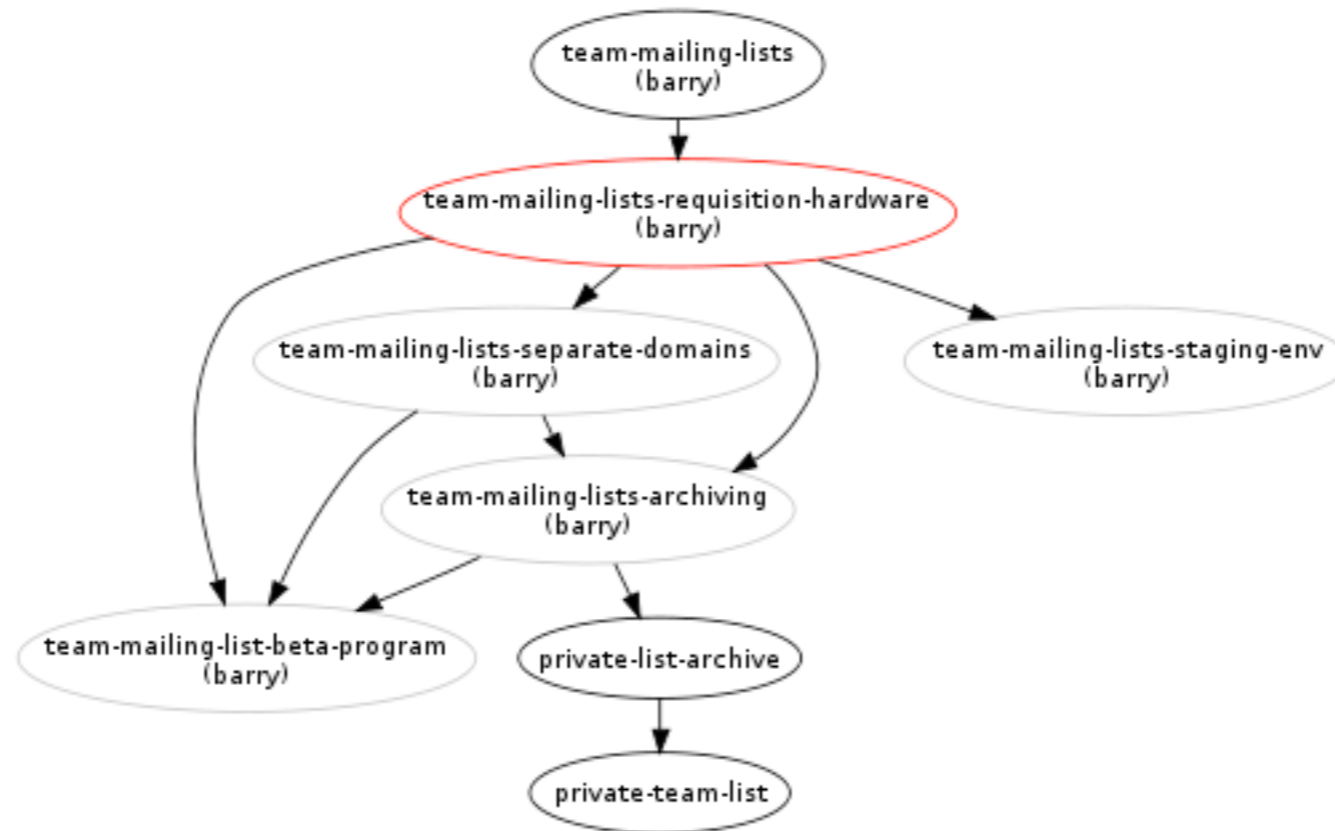 team-mailing-lists
(barry)
team-mailing-lists-requisition-hardware
(barry)
team-mailing-lists-separate-domains
(barry)
team-mailing-lists-staging-env
(barry)
team-mailing-lists-archiving
(barry)
team-mailing-list-beta-program
(barry)
private-list-archive
private-team-list